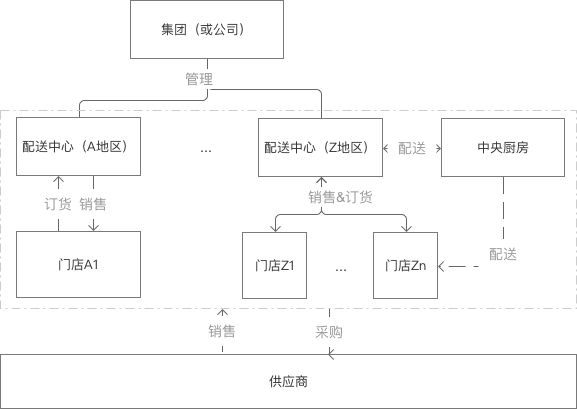 集团（或公司）
管理
配送中心（A地区）
...
配送中心（Z地区）
配送
中央厨房
订货
销售
销售&订货
门店A1
门店Z1
...
门店Zn
配送
销售
采购
供应商